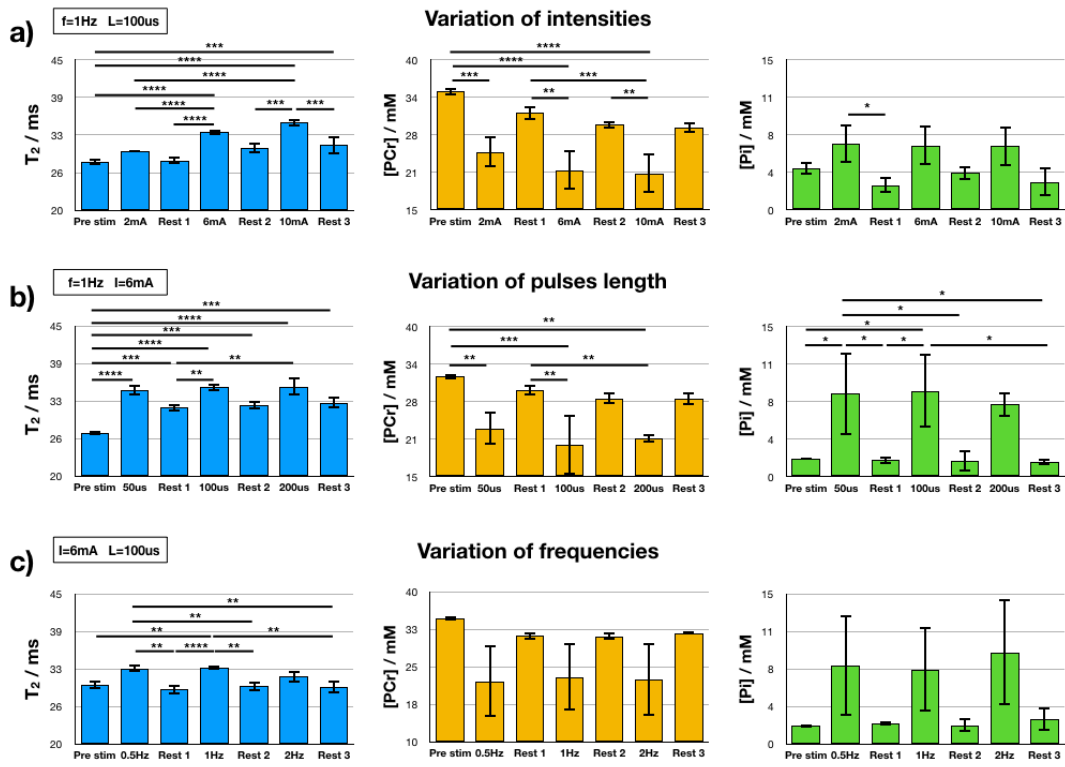 a)
f=1Hz L=100us
Variation of intensities
T2 / ms
45
39
33
26
20
*** **** **** **** **** **** *** ***
Pre stim 2mA Rest 1 6mA Rest 2 10mA Rest 3
[PCr] / mM
40
34
28
21
15
**** **** *** *** ** **
Pre stim 2mA Rest 1 6mA Rest 2 10mA Rest 3
[Pi] / mM
15
11
8
4
0
*
Pre stim 2mA Rest 1 6mA Rest 2 10mA Rest 3
b)
f=1Hz I=6mA
Variation of pulses length
T2 / ms
45
39
33
26
20
*** **** *** **** *** ** **** **
Pre stim 50us Rest 1 100us Rest 2 200us Rest 3
[PCr] / mM
40
34
28
21
15
** *** ** ** **
Pre stim 50us Rest 1 100us Rest 2 200us Rest 3
[Pi] / mM
15
11
8
4
0
* * * * * * *
Pre stim 50us Rest 1 100us Rest 2 200us Rest 3
c)
I=6mA L=100us
Variation of frequencies
T2 / ms
45
39
33
26
20
** ** ** ** ** **** **
Pre stim 0.5Hz Rest 1 1Hz Rest 2 2Hz Rest 3
[PCr] / mM
40
33
25
18
10
Pre stim 0.5Hz Rest 1 1Hz Rest 2 2Hz Rest 3
[Pi] / mM
15
11
8
4
0
Pre stim 0.5Hz Rest 1 1Hz Rest 2 2Hz Rest 3